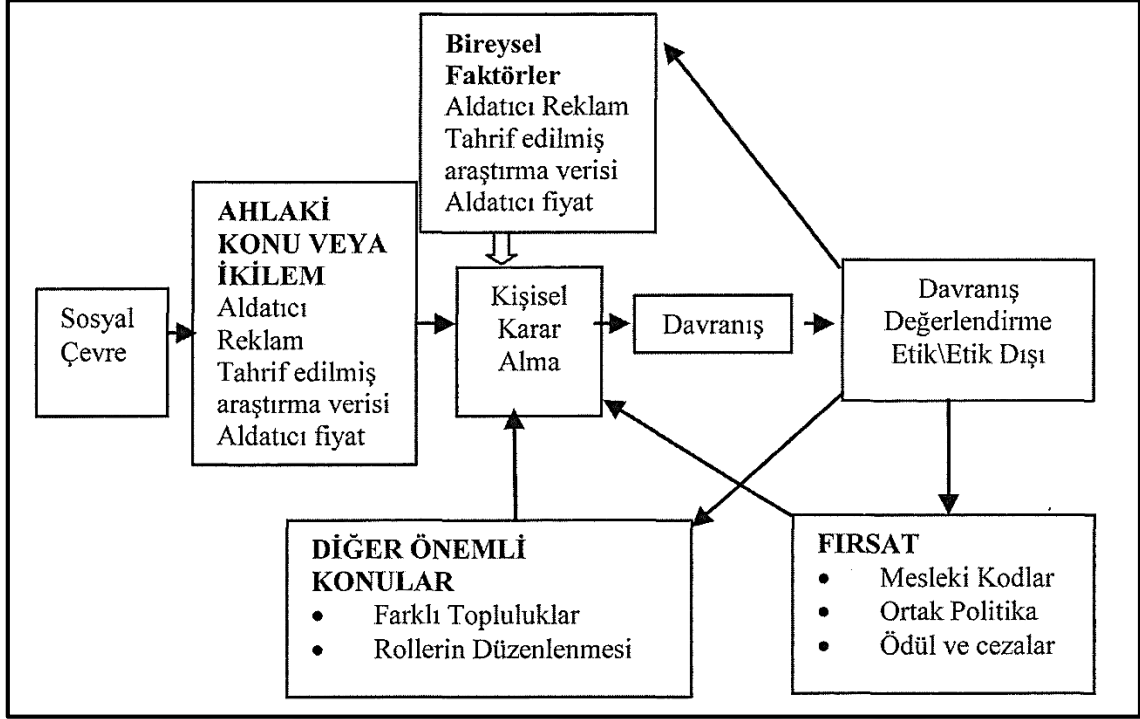 Bireysel
Faktörler
Aldatıcı Reklam
Tahrif edilmiş
araştırma verisi
Aldatıcı fiyat
AHLAKİ
KONU VEYA
İKİLEM
Aldatıcı
Reklam
Tahrif edilmiş
araştırma verisi
Aldatıcı fiyat
Sosyal
Çevre
Kişisel
Karar
Alma
Davranış
Davranış
Değerlendirme
Etik\Etik Dışı
DİĞER ÖNEMLİ
KONULAR
• Farklı Topluluklar
• Rollerin Düzenlenmesi
FIRSAT
• Mesleki Kodlar
• Ortak Politika
• Ödül ve cezalar